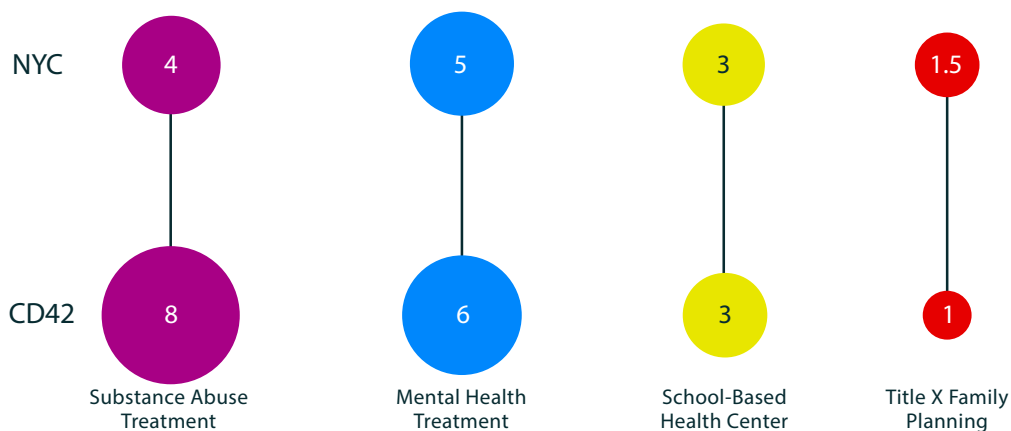 NYC 4 5 3 1.5
CD42 8 6 3 1
Substance Abuse
Treatment
Mental Health
Treatment
School-Based
Health Center
Title X Family
Planning